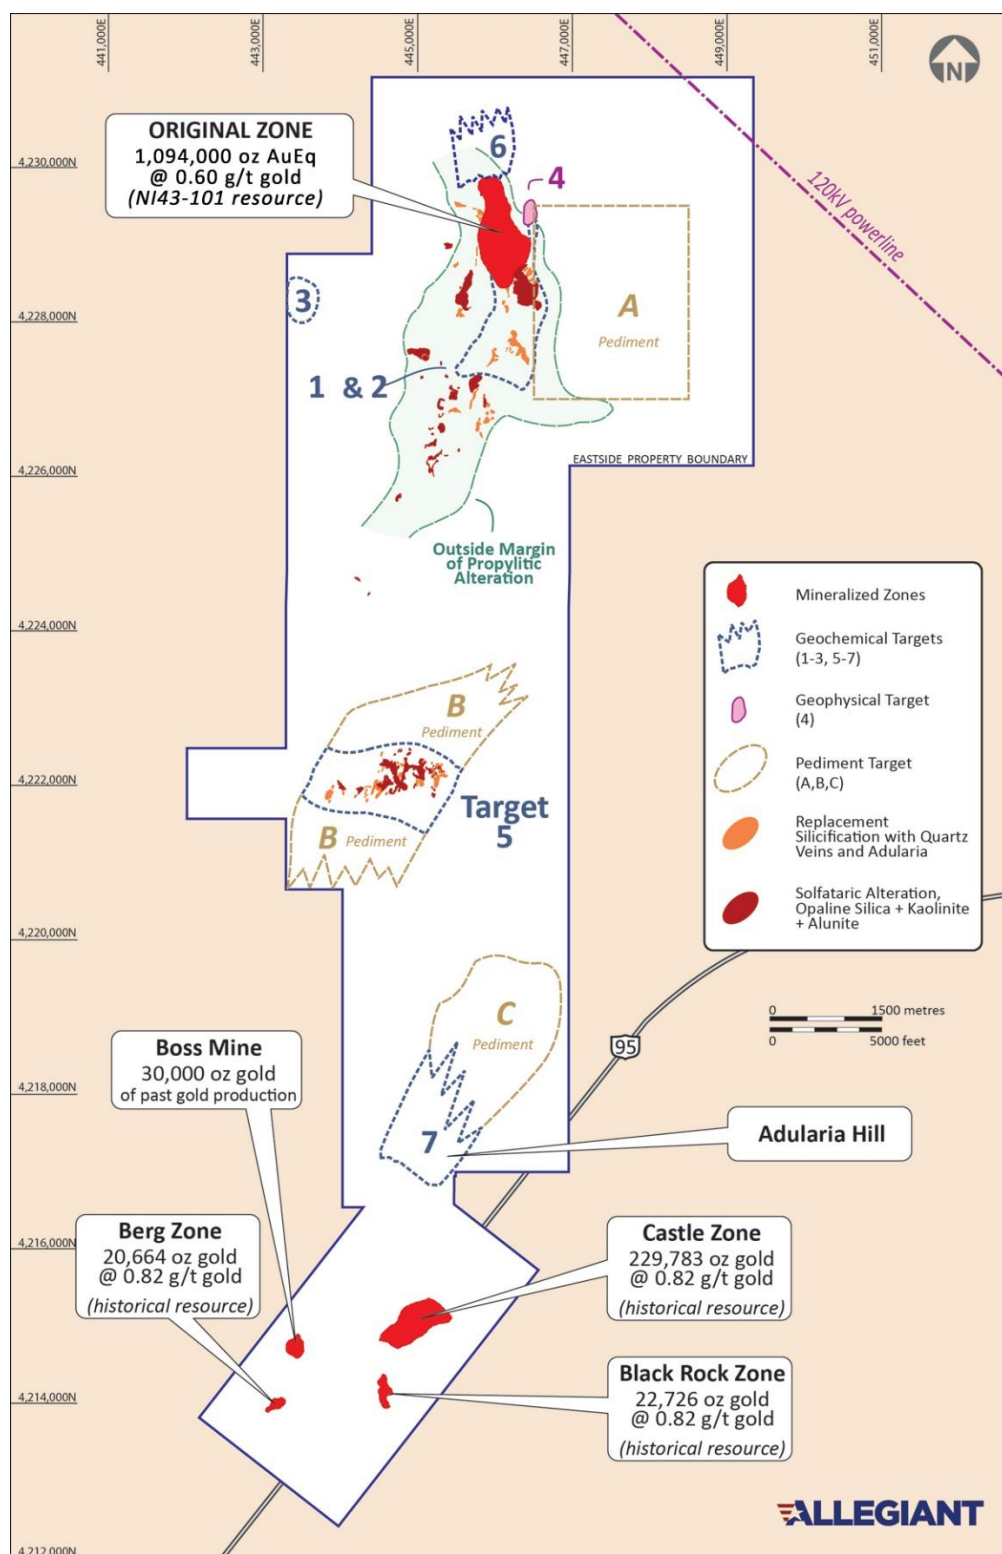 441,000E
443,000E
445,000E
447,000E
449,000E
451,000E
N
ORIGINAL ZONE
1,094,000 oz AuEq
@ 0.60 g/t gold
(NI43-101 resource)
4,230,000N
6
4
120kV powerline
3
A
Pediment
4,228,000N
1 & 2
EASTSIDE PROPERTY BOUNDARY
4,226,000N
Outside Margin
of Propylitic
Alteration
Mineralized Zones
Geochemical Targets
(1-3, 5-7)
Geophysical Target
(4)
Pediment Target
(A,B,C)
Replacement
Silicification with Quartz
Veins and Adularia
Solfataric Alteration,
Opaline Silica + Kaolinite
+ Alunite
4,224,000N
B
Pediment
4,222,000N
Target
5
B Pediment
4,220,000N
C
Pediment
0 1500 metres
0 5000 feet
95
Boss Mine
30,000 oz gold
of past gold production
4,218,000N
7
Adularia Hill
4,216,000N
Berg Zone
20,664 oz gold
@ 0.82 g/t gold
(historical resource)
Castle Zone
229,783 oz gold
@ 0.82 g/t gold
(historical resource)
4,214,000N
Black Rock Zone
22,726 oz gold
@ 0.82 g/t gold
(historical resource)
ALLEGIANT
4,212,000N